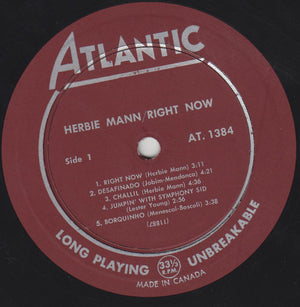 ATLANTIC
HERBIE MANN/RIGHT NOW
Side 1
AT. 1384
1. RIGHT NOW (Herbie Mann) 3:11
2. DESAFINADO (Jobim-Mendonca) 4:21
3. CHALLIL (Herbie Mann) 4:36
4. JUMPIN' WITH SYMPHONY SID
(Lester Young) 2:56
5. BORQUINHO (Menescal-Boscoli) 3:38
LONG PLAYING 33⅓ R.P.M. UNBREAKABLE
MADE IN CANADA